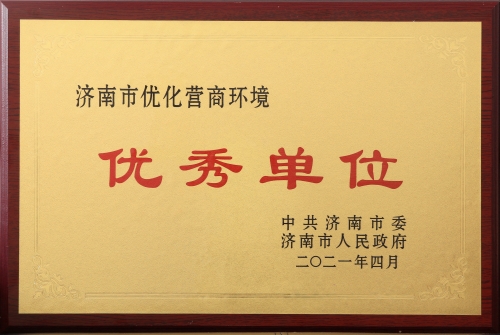 济南市优化营商环境
优秀单位
中共济南市委
济南市人民政府
二〇二一年四月